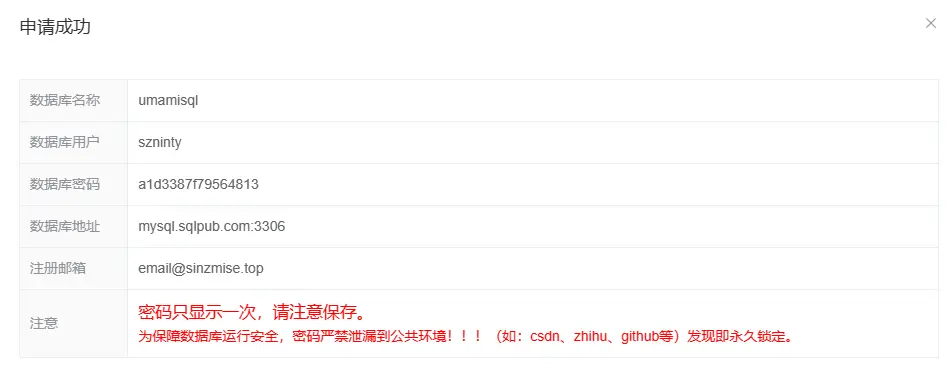 申请成功
数据库名称 umamisql
数据库用户 szninty
数据库密码 a1d3387f79564813
数据库地址 mysql.sqlpub.com:3306
注册邮箱 email@sinzmise.top
注意
密码只显示一次，请注意保存。
为保障数据库运行安全，密码严禁泄漏到公共环境！！！（如：csdn、zhihu、github等）发现即永久锁定。